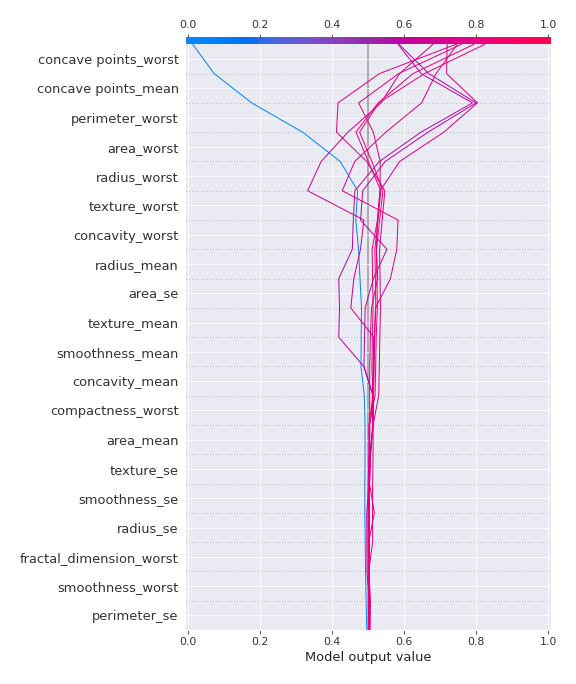 0.0 0.2 0.4 0.6 0.8 1.0
concave points_worst
concave points_mean
perimeter_worst
area_worst
radius_worst
texture_worst
concavity_worst
radius_mean
area_se
texture_mean
smoothness_mean
concavity_mean
compactness_worst
area_mean
texture_se
smoothness_se
radius_se
fractal_dimension_worst
smoothness_worst
perimeter_se
0.0 0.2 0.4 0.6 0.8 1.0
Model output value